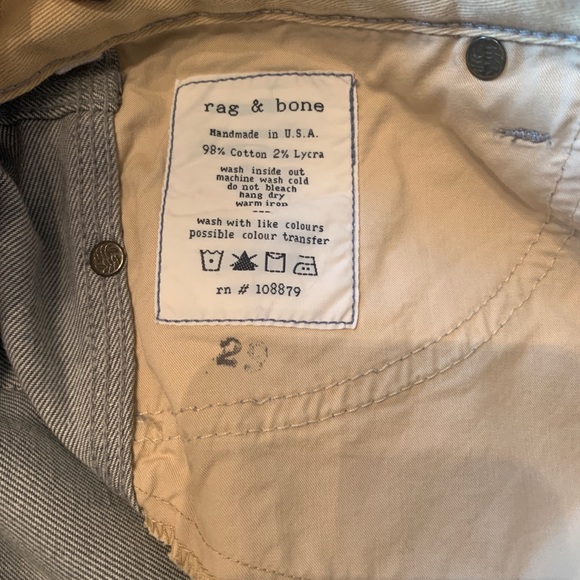 rag & bone
Handmade in U.S.A.
98% Cotton 2% Lycra
wash inside out
machine wash cold
do not bleach
hang dry
warm iron
---
wash with like colours
possible colour transfer
rn # 108879
29